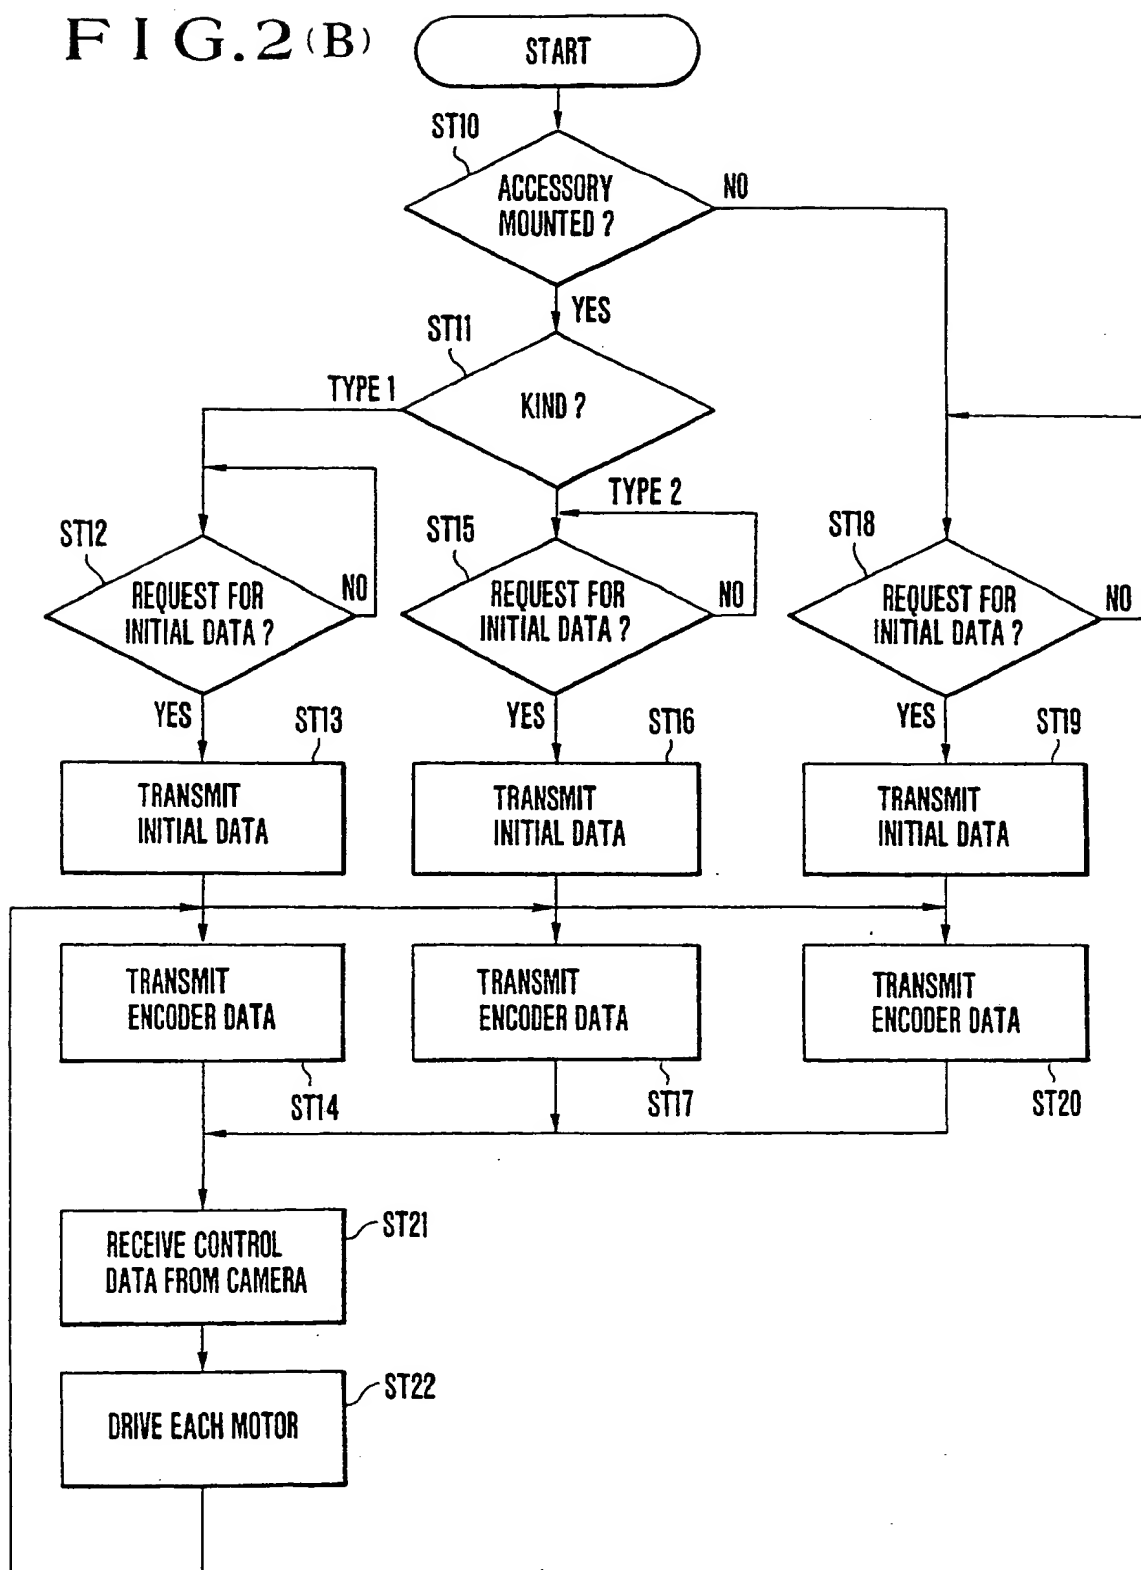 FIG.2(B)
START
ST10
ACCESSORY
MOUNTED ?
NO
YES
ST11
TYPE 1
KIND ?
TYPE 2
ST12
REQUEST FOR
INITIAL DATA ?
NO
ST15
REQUEST FOR
INITIAL DATA ?
NO
ST18
REQUEST FOR
INITIAL DATA ?
NO
YES
ST13
YES
ST16
YES
ST19
TRANSMIT
INITIAL DATA
TRANSMIT
INITIAL DATA
TRANSMIT
INITIAL DATA
TRANSMIT
ENCODER DATA
TRANSMIT
ENCODER DATA
TRANSMIT
ENCODER DATA
ST14
ST17
ST20
RECEIVE CONTROL
DATA FROM CAMERA
ST21
DRIVE EACH MOTOR
ST22